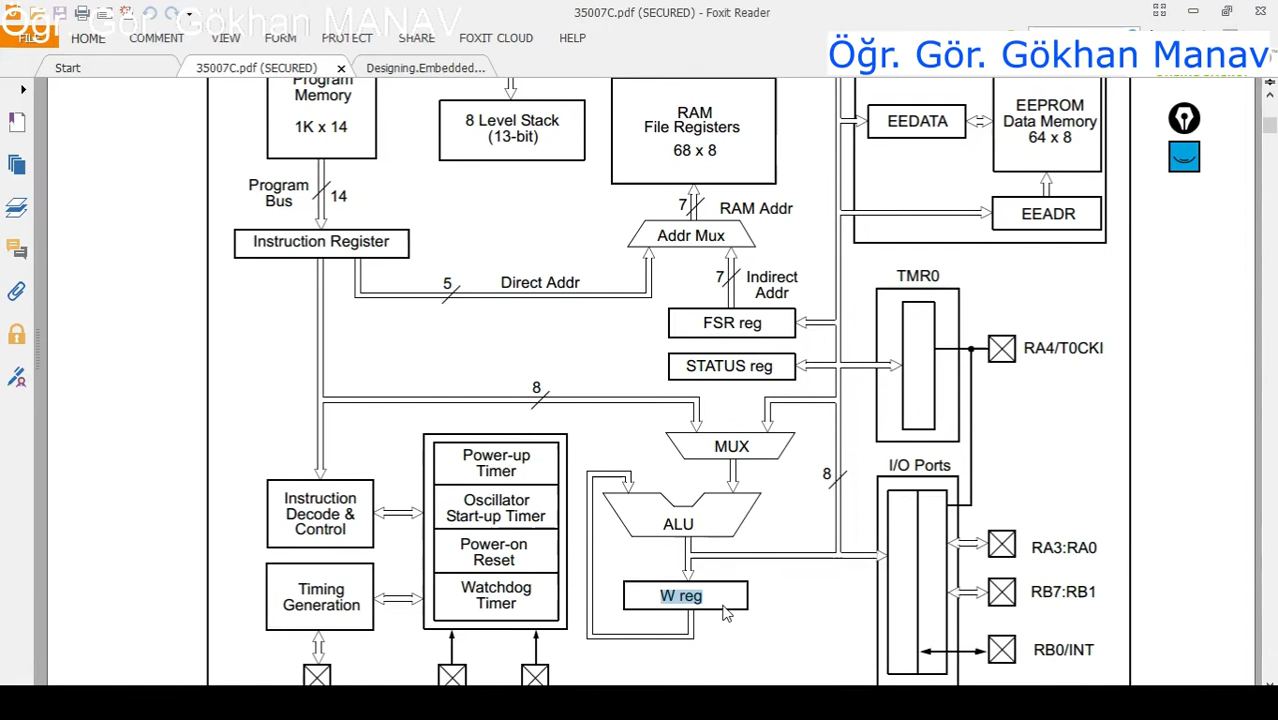 35007C.pdf (SECURED) - Foxit Reader
Öğr. Gör. Gökhan MANAV
Öğr. Gör. Gökhan Manav
FILE HOME COMMENT VIEW FORM PROTECT SHARE FOXIT CLOUD HELP
Start 35007C.pdf (SECURED) Designing.Embedded...
Program
Memory
1K x 14
8 Level Stack
(13-bit)
RAM
File Registers
68 x 8
EEDATA
EEPROM
Data Memory
64 x 8
EEADR
Program
Bus
14
7
RAM Addr
Addr Mux
Instruction Register
5
Direct Addr
7
Indirect
Addr
FSR reg
STATUS reg
TMR0
RA4/T0CKI
8
MUX
8
I/O Ports
Power-up
Timer
Oscillator
Start-up Timer
Power-on
Reset
Watchdog
Timer
Instruction
Decode &
Control
Timing
Generation
ALU
W reg
RA3:RA0
RB7:RB1
RB0/INT